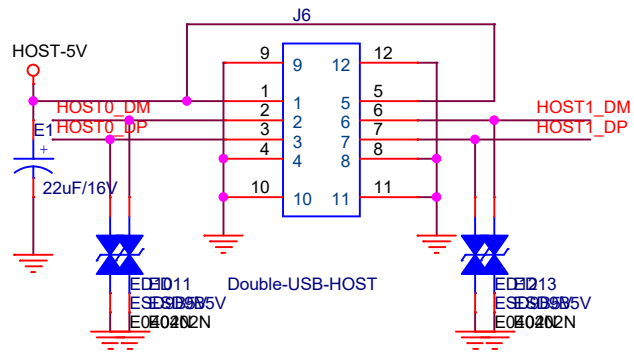 J6
HOST-5V
9 9 12 12
1 1 5 5
HOST0_DM 2 2 6 6 HOST1_DM
HOST0_DP 3 3 7 7 HOST1_DP
E1 4 4 8 8
+
22uF/16V 10 10 11 11
Double-USB-HOST